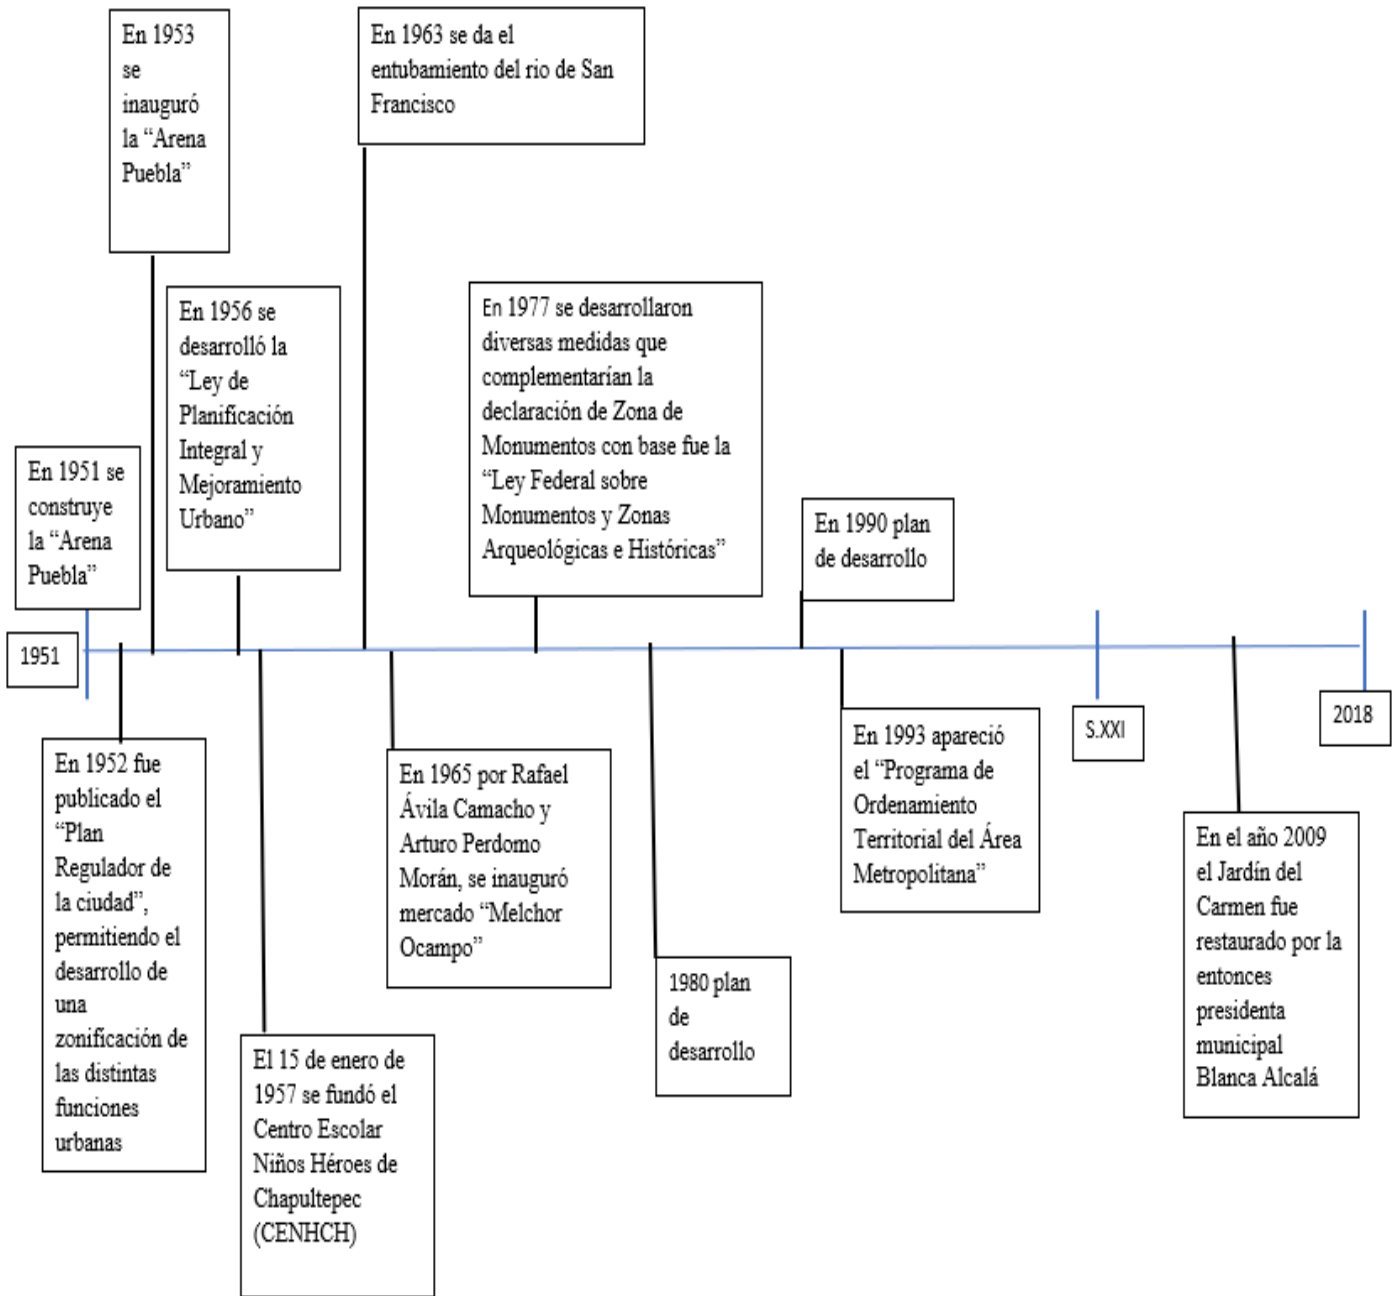 En 1953
se
inauguró
la “Arena
Puebla”
En 1963 se da el
entubamiento del rio de San
Francisco
En 1956 se
desarrolló la
“Ley de
Planificación
Integral y
Mejoramiento
Urbano”
En 1977 se desarrollaron
diversas medidas que
complementarían la
declaración de Zona de
Monumentos con base fue la
“Ley Federal sobre
Monumentos y Zonas
Arqueológicas e Históricas”
En 1951 se
construye
la “Arena
Puebla”
En 1990 plan
de desarrollo
1951
S.XXI
2018
En 1952 fue
publicado el
“Plan
Regulador de
la ciudad”,
permitiendo el
desarrollo de
una
zonificación de
las distintas
funciones
urbanas
El 15 de enero de
1957 se fundó el
Centro Escolar
Niños Héroes de
Chapultepec
(CENHCH)
En 1965 por Rafael
Ávila Camacho y
Arturo Perdomo
Morán, se inauguró
mercado “Melchor
Ocampo”
1980 plan
de
desarrollo
En 1993 apareció
el “Programa de
Ordenamiento
Territorial del Área
Metropolitana”
En el año 2009
el Jardín del
Carmen fue
restaurado por la
entonces
presidenta
municipal
Blanca Alcalá